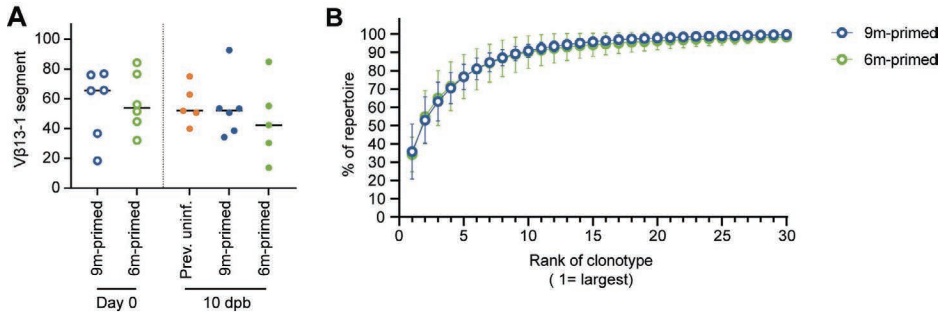 A
Vβ13-1 segment
100
80
60
40
20
0
9m-primed
6m-primed
Prev. uninf.
9m-primed
6m-primed
Day 0
10 dpb
B
% of repertoire
100
90
80
70
60
50
40
30
20
10
0
0
5
10
15
20
25
30
Rank of clonotype
( 1= largest)
9m-primed
6m-primed